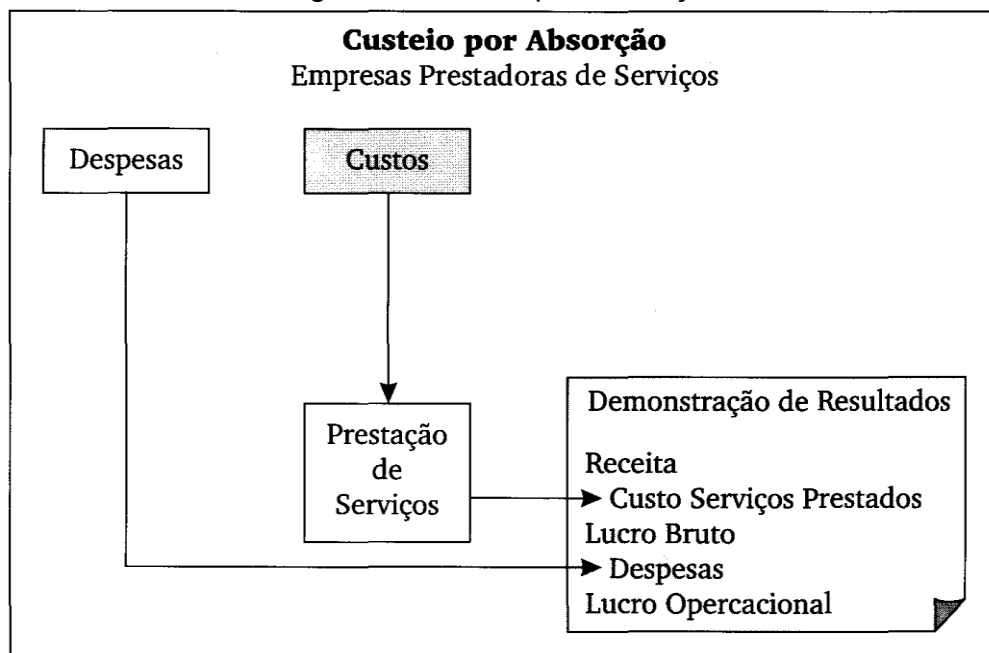 Custeio por Absorção
Empresas Prestadoras de Serviços
Despesas
Custos
Prestação
de
Serviços
Demonstração de Resultados
Receita
Custo Serviços Prestados
Lucro Bruto
Despesas
Lucro Opercacional